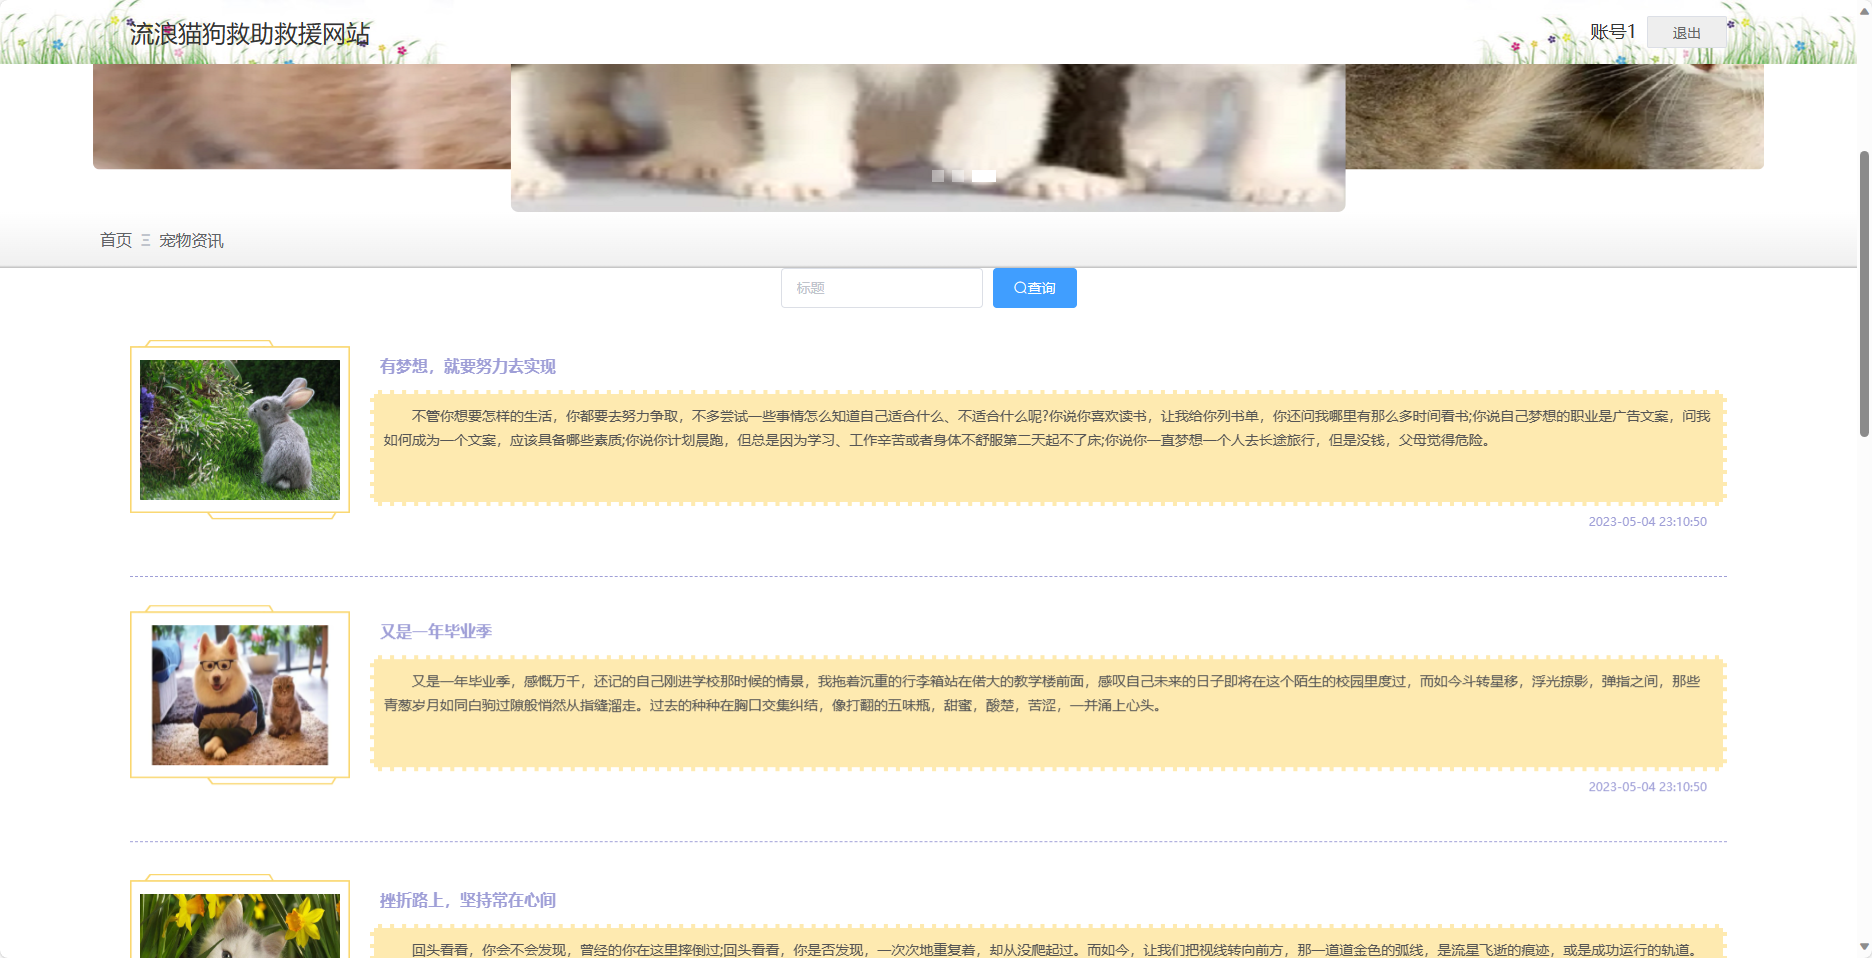 流浪猫狗救助救援网站
账号1
退出
首页
宠物资讯
标题
查询
有梦想，就要努力去实现
不管你想要怎样的生活，你都要去努力争取，不多尝试一些事情怎么知道自己适合什么、不适合什么呢?你说你喜欢读书，让我给你列书单，你还问我哪里有那么多时间看书;你说自己梦想的职业是广告文案，问我
如何成为一个文案，应该具备哪些素质;你说你计划晨跑，但总是因为学习、工作辛苦或者身体不舒服第二天起不了床;你说你一直梦想一个人去长途旅行，但是没钱，父母觉得危险。
2023-05-04 23:10:50
又是一年毕业季
又是一年毕业季，感慨万千，还记的自己刚进学校那时候的情景，我拖着沉重的行李箱站在偌大的教学楼前面，感叹自己未来的日子即将在这个陌生的校园里度过，而如今斗转星移，浮光掠影，弹指之间，那些
青葱岁月如同白驹过隙般悄然从指缝溜走。过去的种种在胸口交集纠结，像打翻的五味瓶，甜蜜，酸楚，苦涩，一并涌上心头。
2023-05-04 23:10:50
挫折路上，坚持常在心间
回头看看，你会不会发现，曾经的你在这里摔倒过;回头看看，你是否发现，一次次地重复着，却从没爬起过。而如今，让我们把视线转向前方，那一道道金色的弧线，是流星飞逝的痕迹，或是成功运行的轨道。